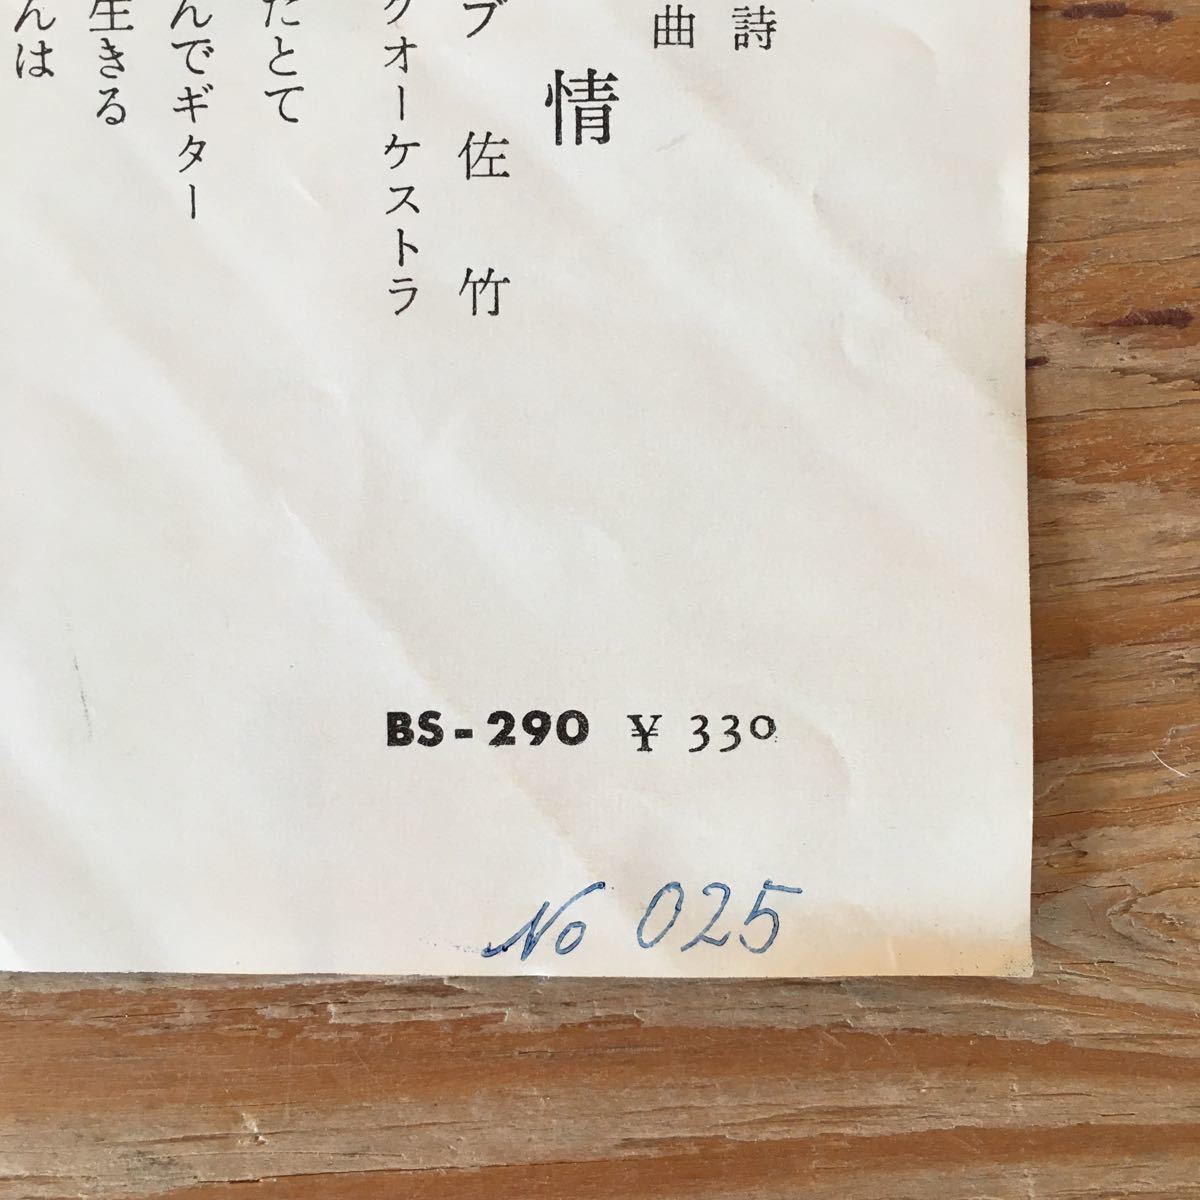 詩
曲
情
ブ佐竹
クオーケストラ
たとて
んでギター
生きる
んは
BS-290 ¥ 330
No 025